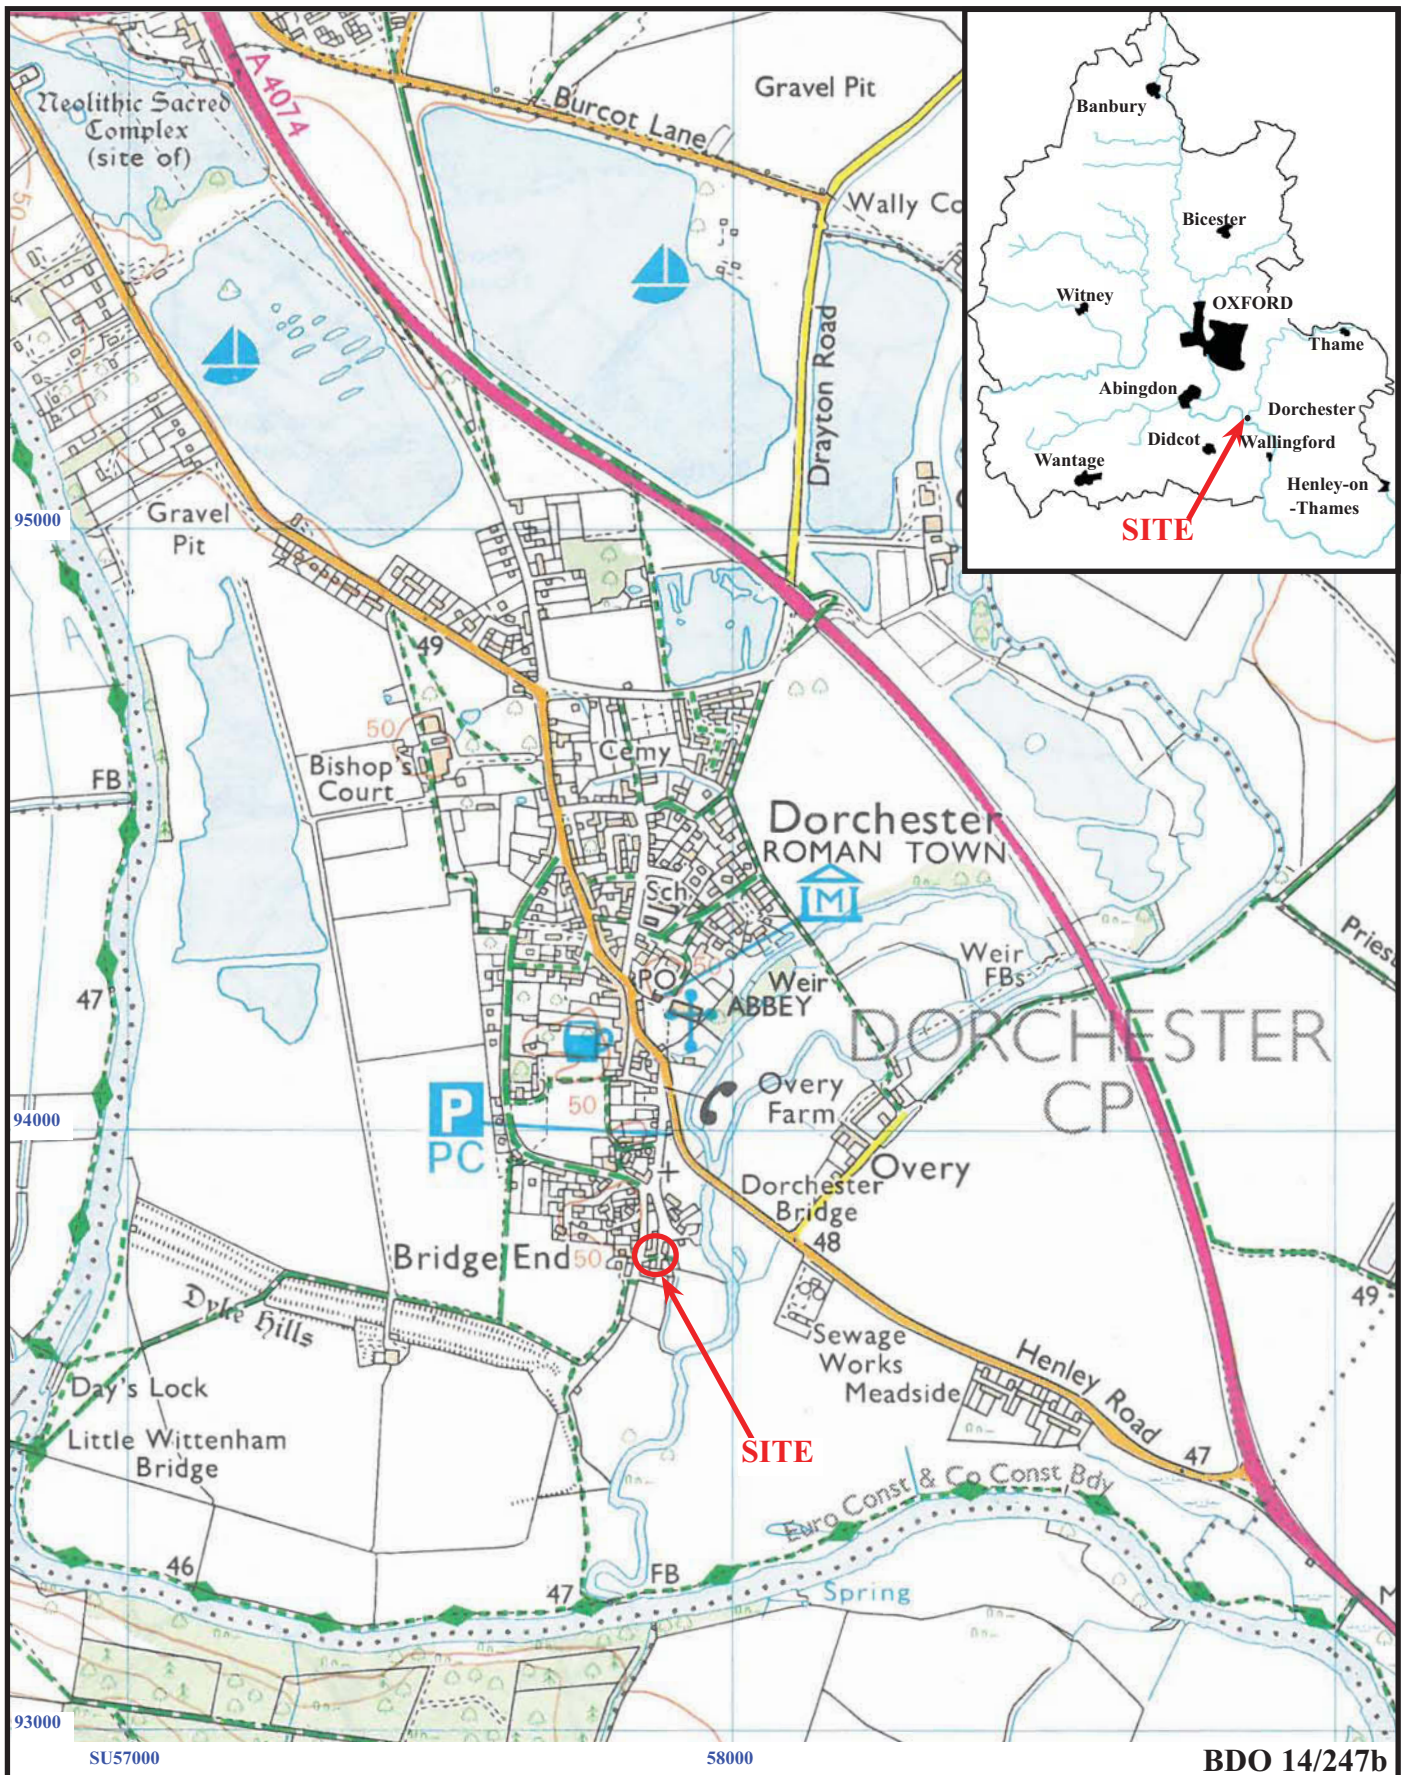 Neolithic Sacred
Complex
(site of)
A 4074
Burcot Lane
Gravel Pit
Wally Co
50
Drayton Road
Banbury
Bicester
Witney
OXFORD
Thame
Abingdon
Dorchester
Didcot
Wallingford
Wantage
Henley-on
-Thames
SITE
95000
Gravel
Pit
49
50
Bishop's
Court
Cemy
FB
Dorchester
ROMAN TOWN
M
Sch
Priest
47
PO
50
Weir
ABBEY
Weir
FBs
DORCHESTER
CP
Overy
Farm
50
P
PC
94000
Overy
Dorchester
Bridge
48
Bridge End
50
Dyke Hills
49
Sewage
Works
Meadside
Henley Road
Day's Lock
Little Wittenham
Bridge
SITE
47
Euro Const & Co Const Bdy
46
47
FB
Spring
M
93000
SU57000
58000
BDO 14/247b